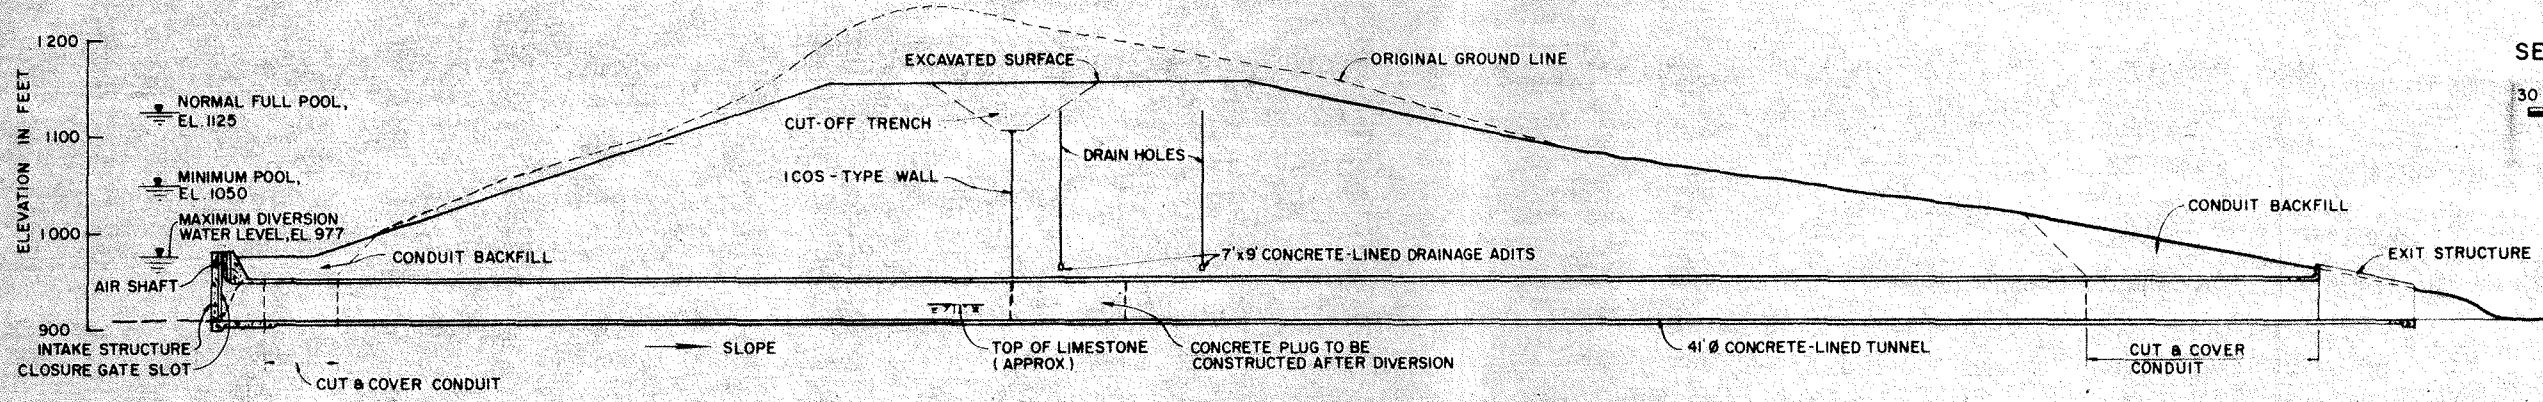 1200
1100
1000
900
ELEVATION IN FEET
NORMAL FULL POOL,
EL. 1125
MINIMUM POOL,
EL. 1050
MAXIMUM DIVERSION
WATER LEVEL, EL. 977
AIR SHAFT
INTAKE STRUCTURE
CLOSURE GATE SLOT
CUT & COVER CONDUIT
CONDUIT BACKFILL
SLOPE
EXCAVATED SURFACE
CUT-OFF TRENCH
ICOS-TYPE WALL
DRAIN HOLES
ORIGINAL GROUND LINE
7'x9' CONCRETE-LINED DRAINAGE ADITS
TOP OF LIMESTONE
(APPROX.)
CONCRETE PLUG TO BE
CONSTRUCTED AFTER DIVERSION
41' Ø CONCRETE-LINED TUNNEL
CONDUIT BACKFILL
EXIT STRUCTURE
CUT & COVER
CONDUIT
SE
30